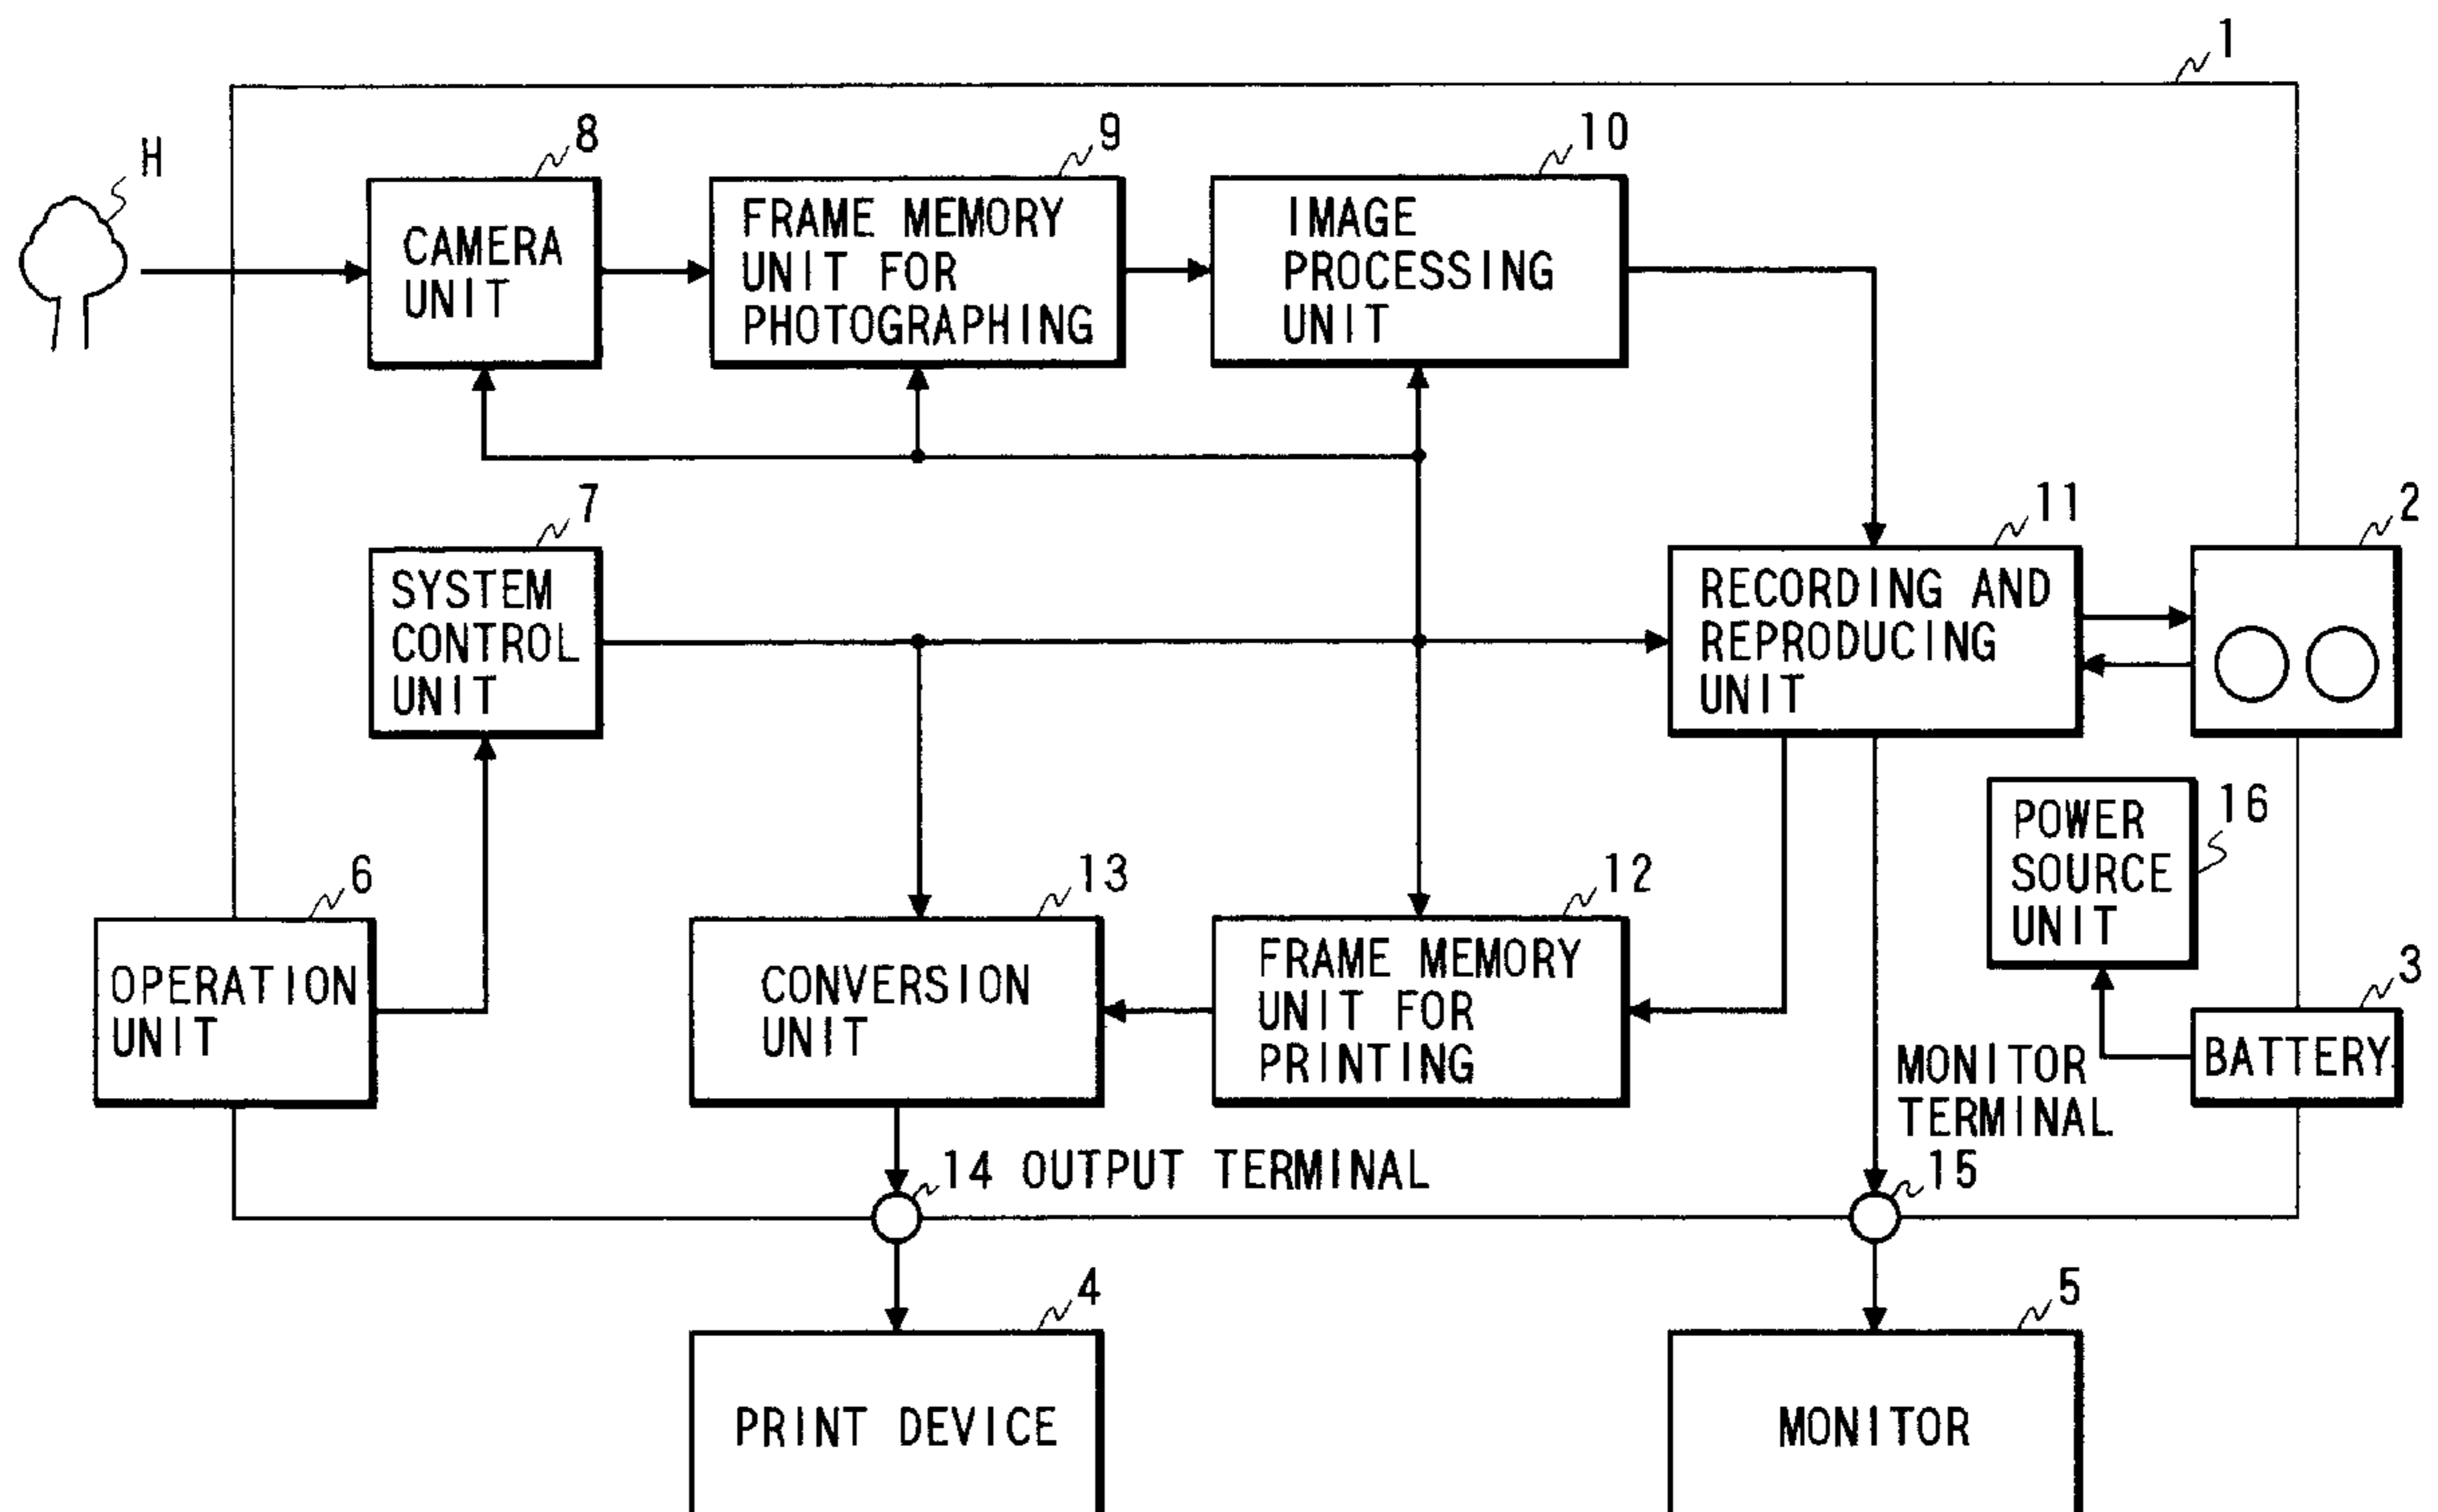 1
H
8
CAMERA
UNIT
9
FRAME MEMORY
UNIT FOR
PHOTOGRAPHING
10
IMAGE
PROCESSING
UNIT
7
SYSTEM
CONTROL
UNIT
11
RECORDING AND
REPRODUCING
UNIT
2
16
POWER
SOURCE
UNIT
6
OPERATION
UNIT
13
CONVERSION
UNIT
12
FRAME MEMORY
UNIT FOR
PRINTING
3
BATTERY
MONITOR
TERMINAL
15
14 OUTPUT TERMINAL
4
PRINT DEVICE
5
MONITOR